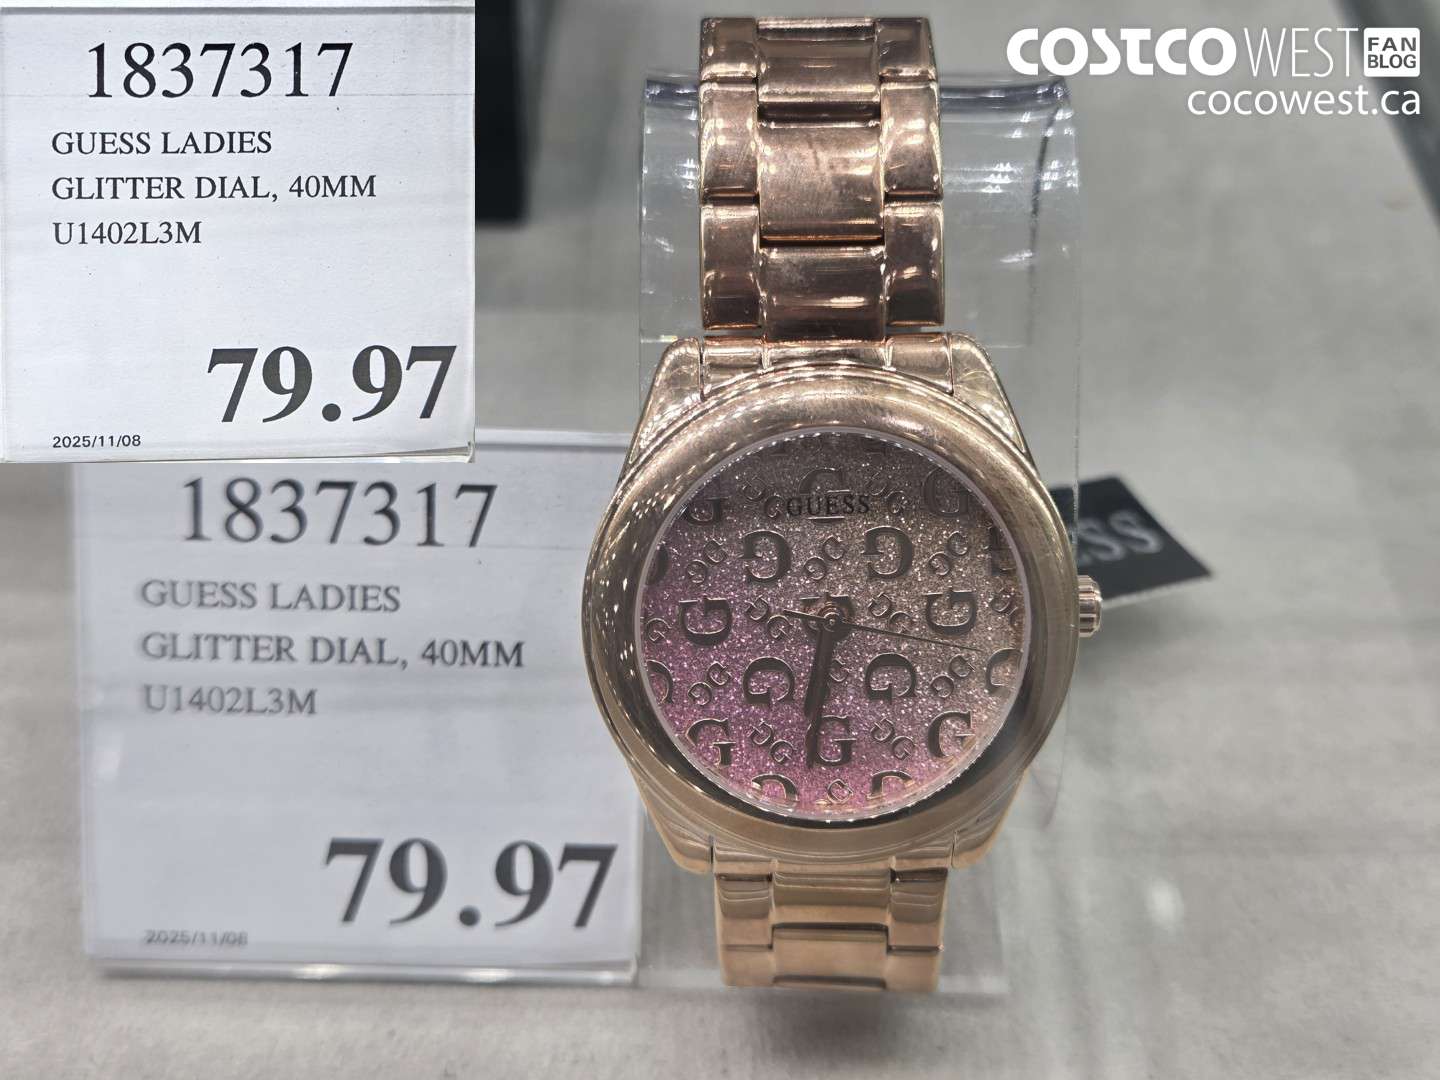 1837317
GUESS LADIES
GLITTER DIAL, 40MM
U1402L3M
79.97
2025/11/08
COSTCO WEST FAN BLOG
cocowest.ca
1837317
GUESS LADIES
GLITTER DIAL, 40MM
U1402L3M
79.97
2025/11/08
GUESS